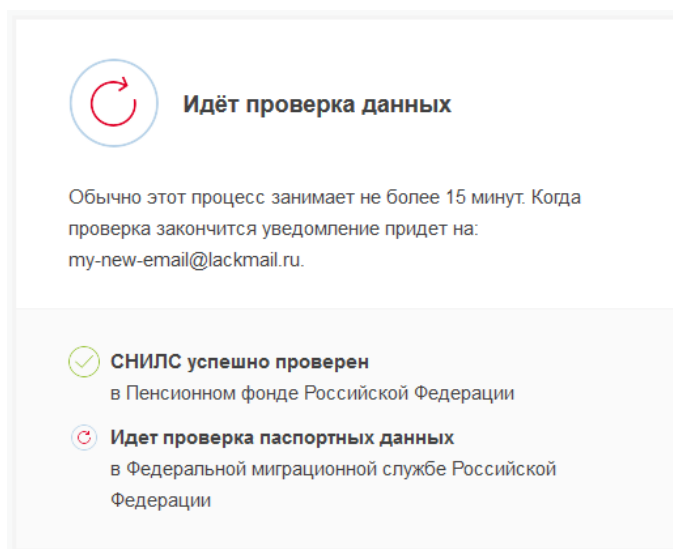 Идёт проверка данных
Обычно этот процесс занимает не более 15 минут. Когда
проверка закончится уведомление придет на:
my-new-email@lackmail.ru.
СНИЛС успешно проверен
в Пенсионном фонде Российской Федерации
Идет проверка паспортных данных
в Федеральной миграционной службе Российской
Федерации